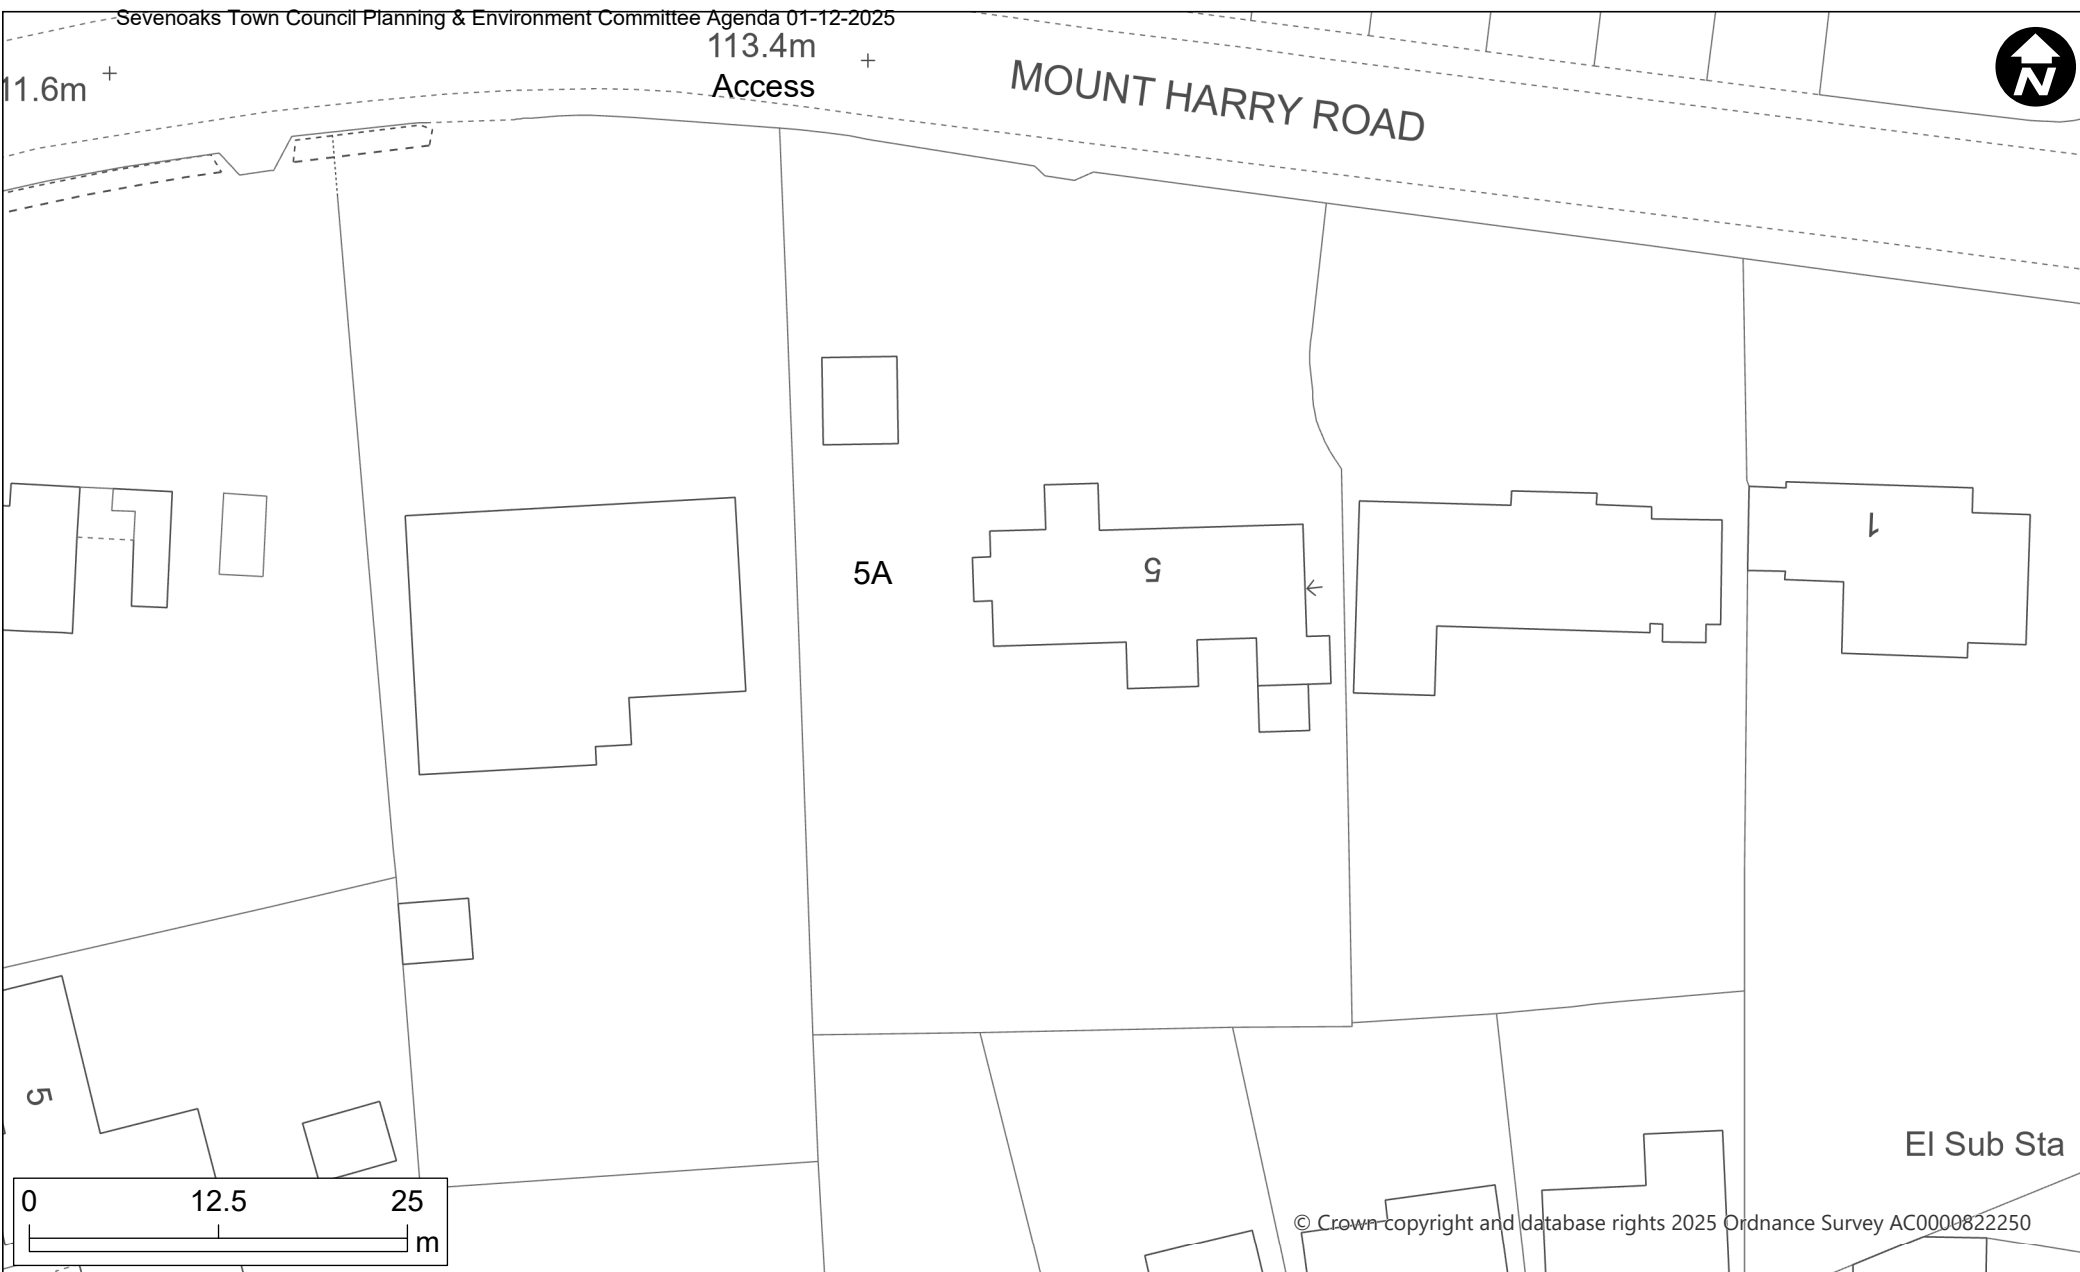 Sevenoaks Town Council Planning & Environment Committee Agenda 01-12-2025
113.4m
11.6m
Access
MOUNT HARRY ROAD
N
5A
5
1
5
El Sub Sta
0 12.5 25
m
© Crown copyright and database rights 2025 Ordnance Survey AC0000822250